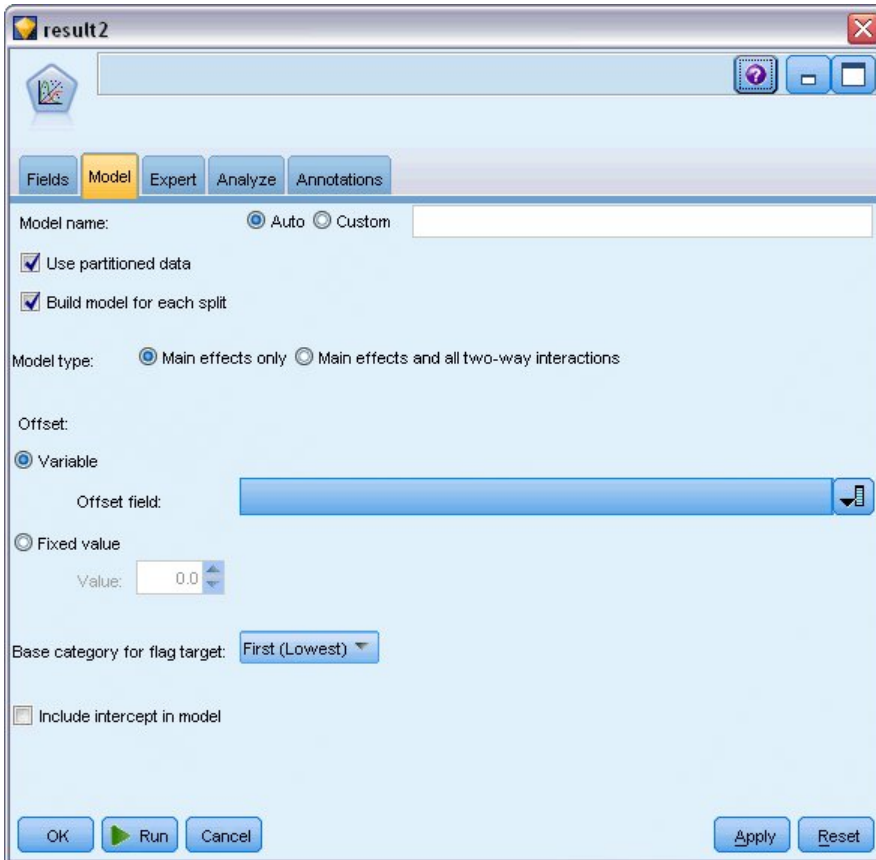 result2
Fields Model Expert Analyze Annotations
Model name: Auto Custom
Use partitioned data
Build model for each split
Model type: Main effects only Main effects and all two-way interactions
Offset:
Variable
Offset field:
Fixed value
Value: 0.0
Base category for flag target: First (Lowest)
Include intercept in model
OK Run Cancel Apply Reset